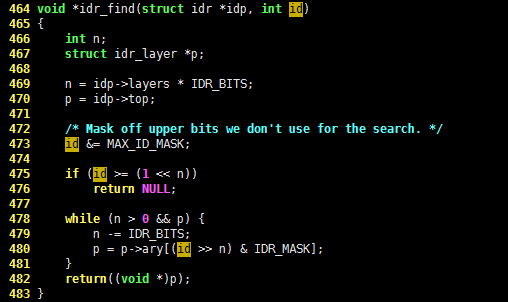 464 void *idr_find(struct idr *idp, int id)
465 {
466     int n;
467     struct idr_layer *p;
468
469     n = idp->layers * IDR_BITS;
470     p = idp->top;
471
472     /* Mask off upper bits we don't use for the search. */
473     id &= MAX_ID_MASK;
474
475     if (id >= (1 << n))
476         return NULL;
477
478     while (n > 0 && p) {
479         n -= IDR_BITS;
480         p = p->ary[(id >> n) & IDR_MASK];
481     }
482     return((void *)p);
483 }